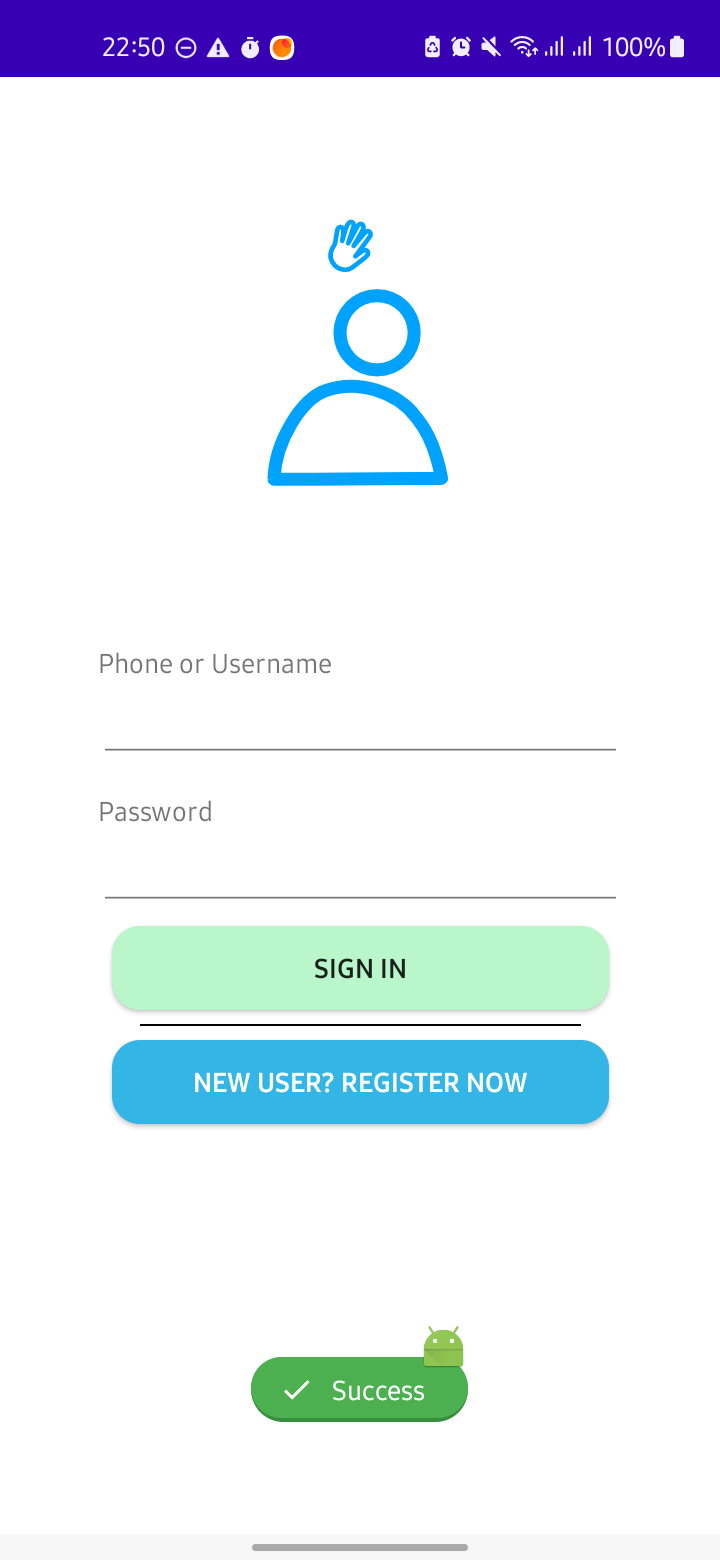 22:50 100%
Phone or Username
Password
SIGN IN
NEW USER? REGISTER NOW
Success